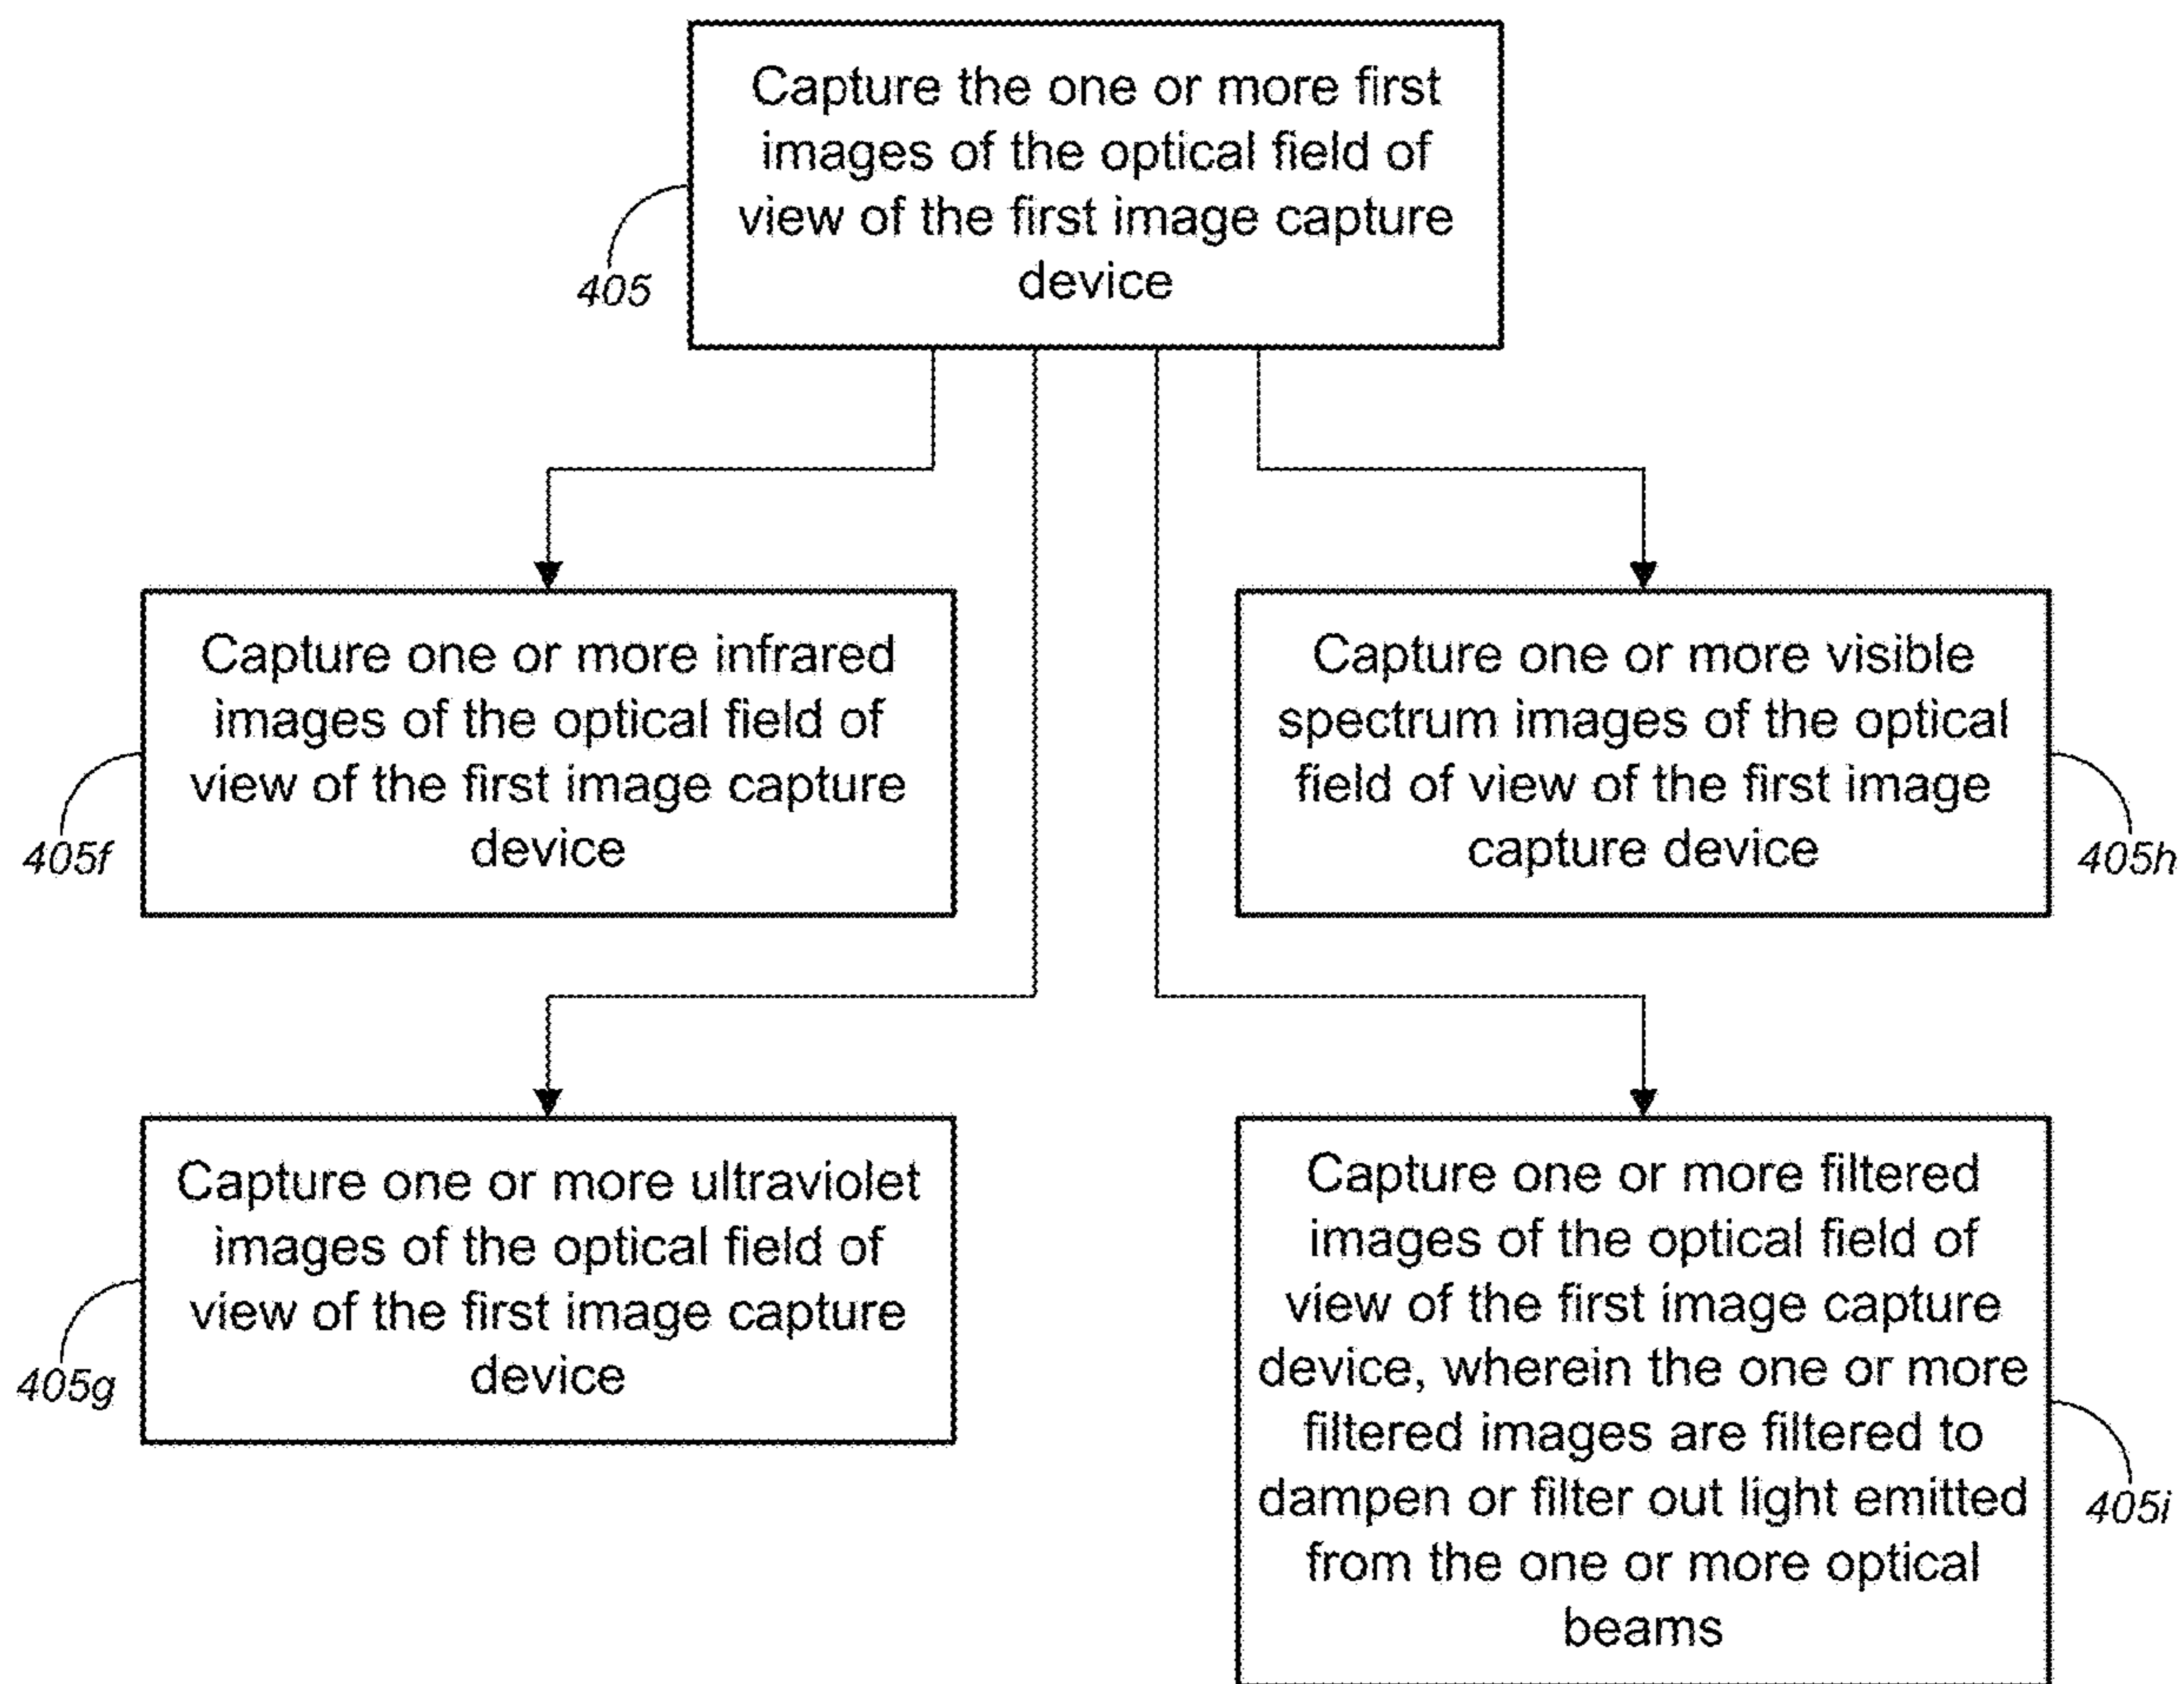 Capture the one or more first
images of the optical field of
view of the first image capture
device
405
Capture one or more infrared
images of the optical field of
view of the first image capture
device
405f
Capture one or more visible
spectrum images of the optical
field of view of the first image
capture device
405h
Capture one or more ultraviolet
images of the optical field of
view of the first image capture
device
405g
Capture one or more filtered
images of the optical field of
view of the first image capture
device, wherein the one or more
filtered images are filtered to
dampen or filter out light emitted
from the one or more optical
beams
405i